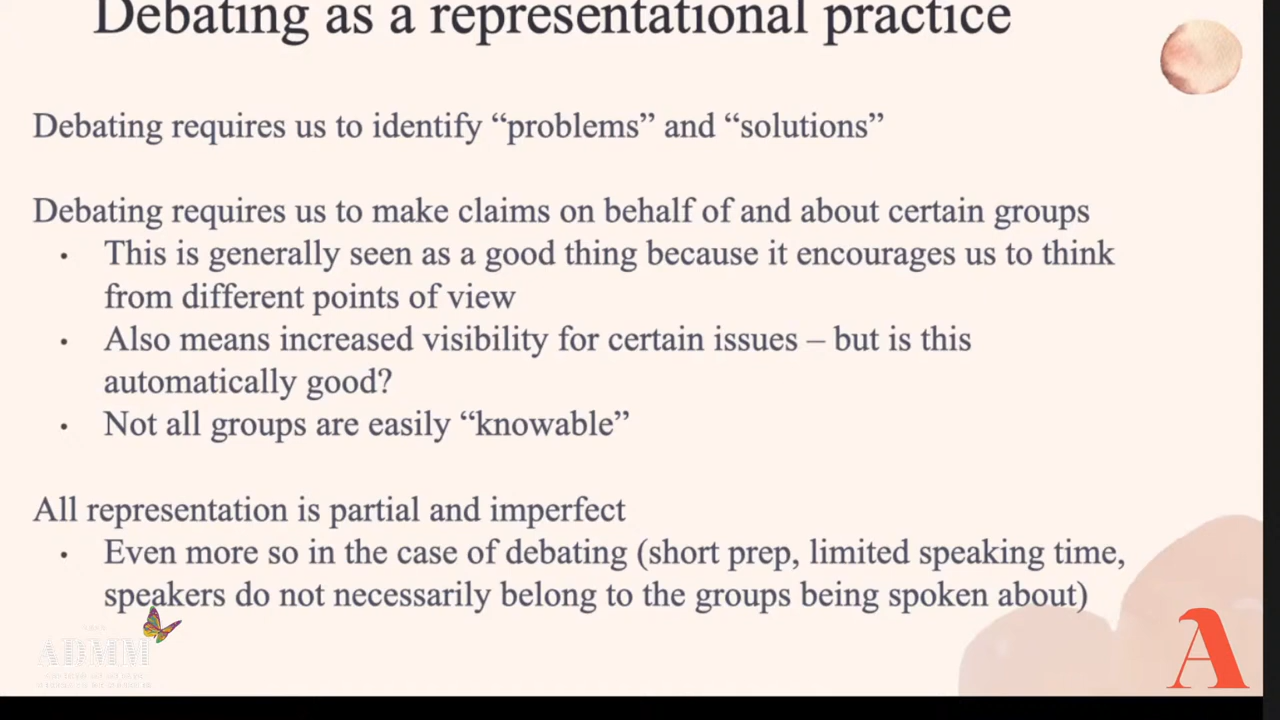 Debating as a representational practice
Debating requires us to identify “problems” and “solutions”
Debating requires us to make claims on behalf of and about certain groups
• This is generally seen as a good thing because it encourages us to think
from different points of view
• Also means increased visibility for certain issues – but is this
automatically good?
• Not all groups are easily “knowable”
All representation is partial and imperfect
• Even more so in the case of debating (short prep, limited speaking time,
speakers do not necessarily belong to the groups being spoken about)
A